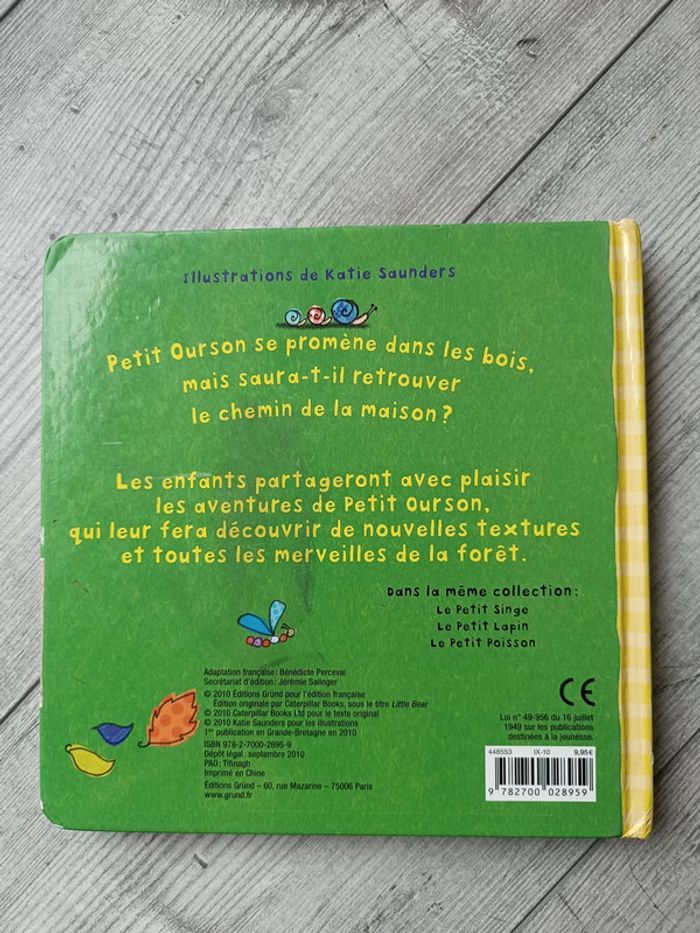 Illustrations de Katie Saunders
Petit Ourson se promène dans les bois,
mais saura-t-il retrouver
le chemin de la maison ?
Les enfants partageront avec plaisir
les aventures de Petit Ourson,
qui leur fera découvrir de nouvelles textures
et toutes les merveilles de la forêt.
Dans la même collection :
Le Petit Singe
Le Petit Lapin
Le Petit Poisson
Adaptation française : Bénédicte Perceval
Secrétariat d'édition : Jérémie Salinger
© 2010 Éditions Gründ pour l'édition française
Édition originale par Caterpillar Books, sous le titre Little Bear
© 2010 Caterpillar Books Ltd pour le texte original
© 2010 Katie Saunders pour les illustrations
1re publication en Grande-Bretagne en 2010
ISBN 978-2-7000-2895-9
Dépôt légal : septembre 2010
PAO : Tifinagh
Imprimé en Chine
Éditions Gründ – 60, rue Mazarine – 75006 Paris
www.grund.fr
CE
Loi n° 49-956 du 16 juillet
1949 sur les publications
destinées à la jeunesse.
448553 IX-10 9,95€
9 782700 028959